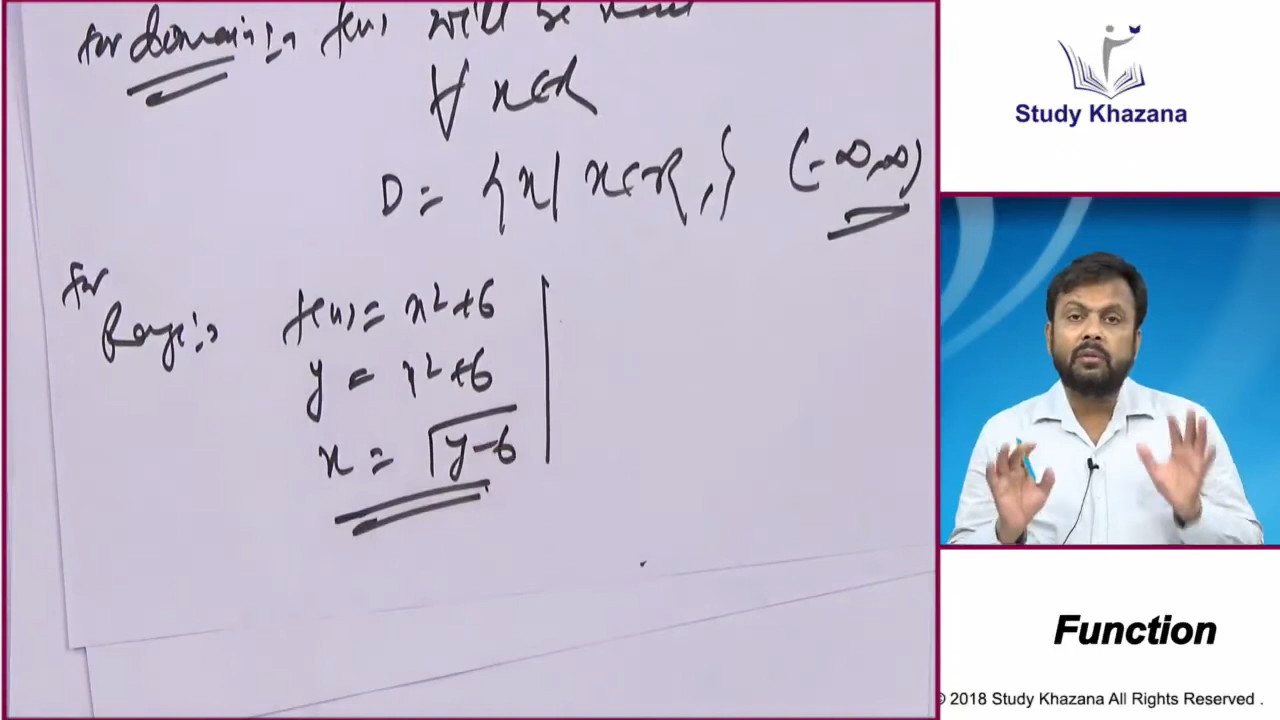 for domain :- f(x) will be
∀ x∈R
D = {x | x∈R, } (-∞,∞)
for
Range :- f(x) = x²+6
y = x²+6
x = √y-6
Study Khazana
Function
© 2018 Study Khazana All Rights Reserved .